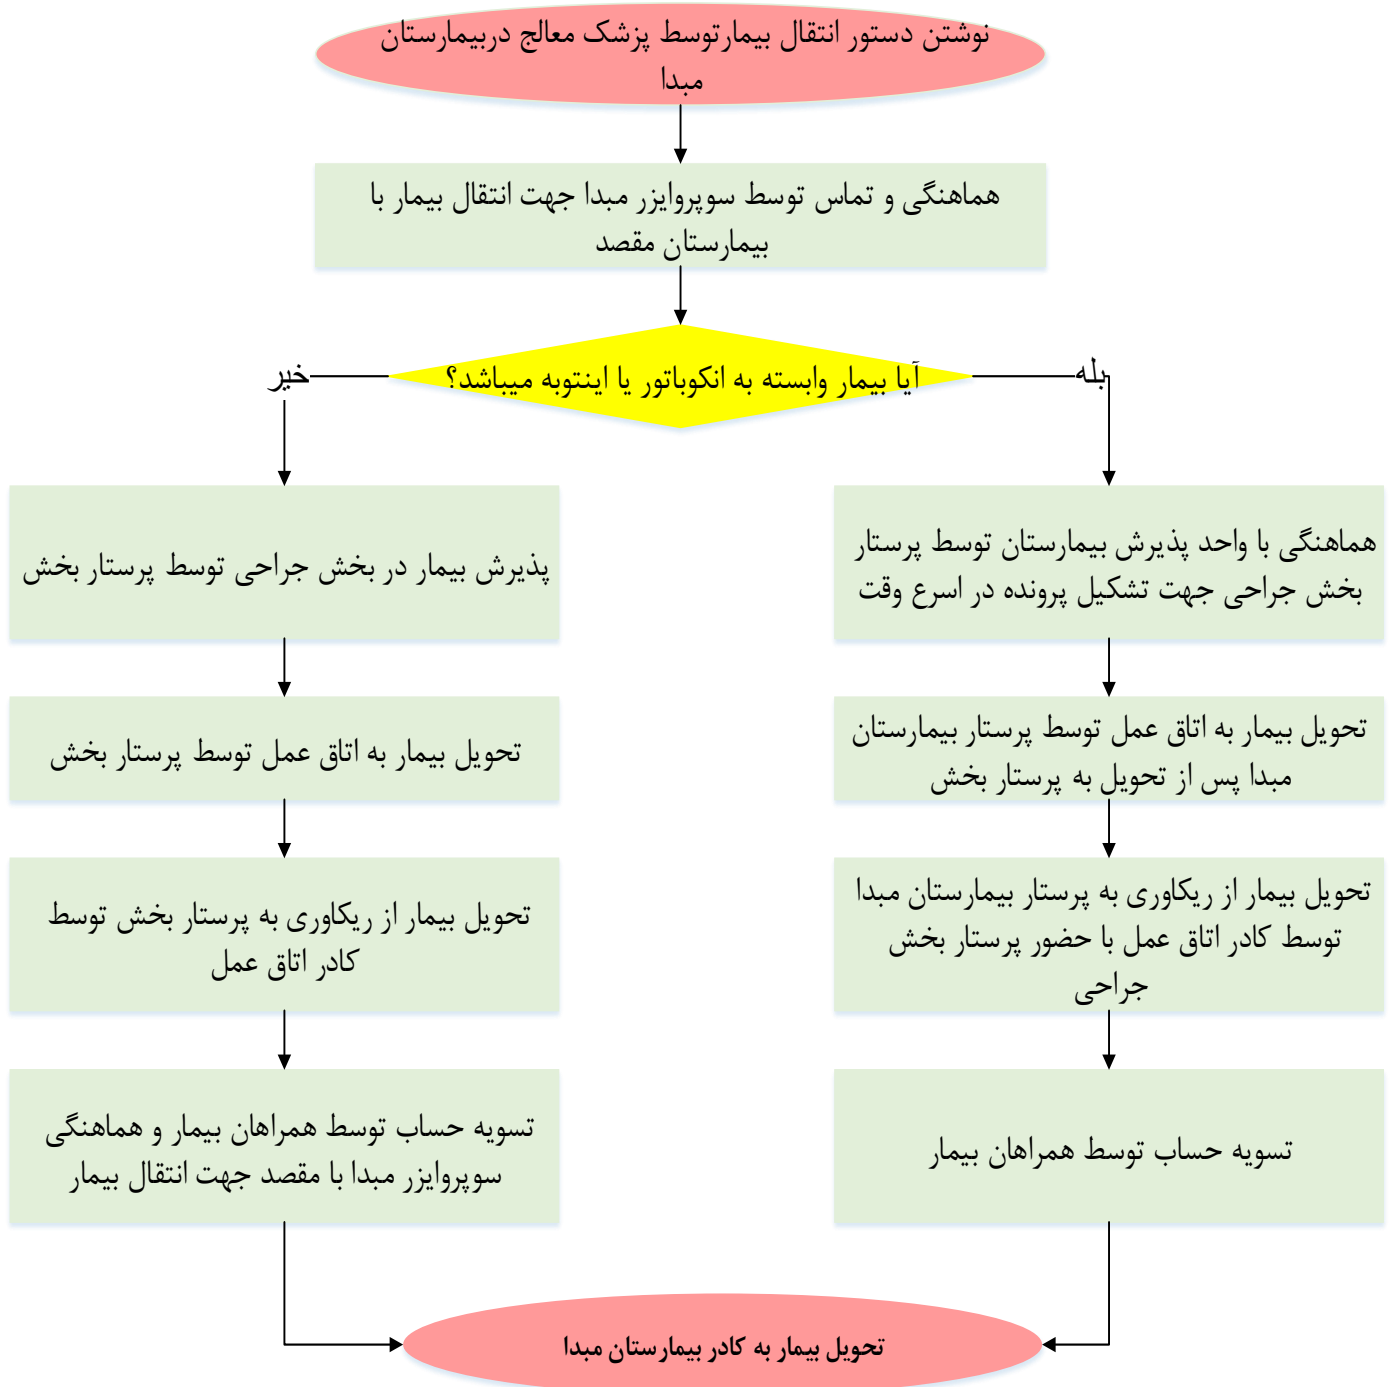 نوشتن دستور انتقال بیمارتوسط پزشک معالج دربیمارستان
مبدا
هماهنگی و تماس توسط سوپروایزر مبدا جهت انتقال بیمار با
بیمارستان مقصد
آیا بیمار وابسته به انکوباتور یا اینتوبه میباشد؟
بله
خیر
هماهنگی با واحد پذیرش بیمارستان توسط پرستار
بخش جراحی جهت تشکیل پرونده در اسرع وقت
تحویل بیمار به اتاق عمل توسط پرستار بیمارستان
مبدا پس از تحویل به پرستار بخش
تحویل بیمار از ریکاوری به پرستار بیمارستان مبدا
توسط کادر اتاق عمل با حضور پرستار بخش
جراحی
تسویه حساب توسط همراهان بیمار
پذیرش بیمار در بخش جراحی توسط پرستار بخش
تحویل بیمار به اتاق عمل توسط پرستار بخش
تحویل بیمار از ریکاوری به پرستار بخش توسط
کادر اتاق عمل
تسویه حساب توسط همراهان بیمار و هماهنگی
سوپروایزر مبدا با مقصد جهت انتقال بیمار
تحویل بیمار به کادر بیمارستان مبدا